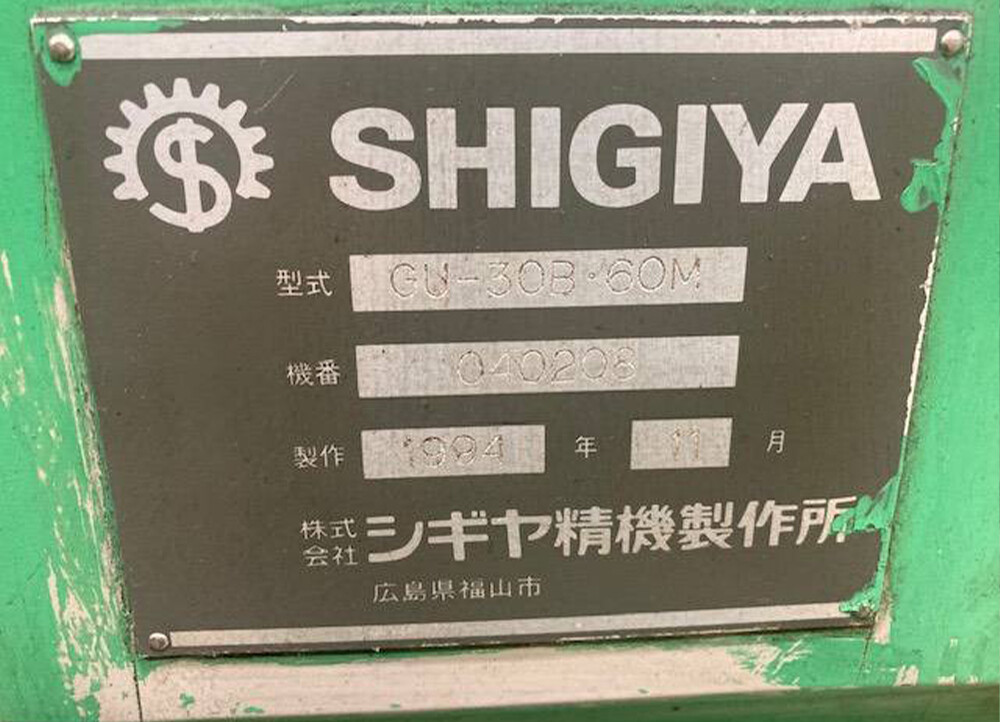 SHIGIYA
型式 GU-30B·60M
機番 040208
製作 1994 年 11 月
株式会社 シギヤ精機製作所
広島県福山市